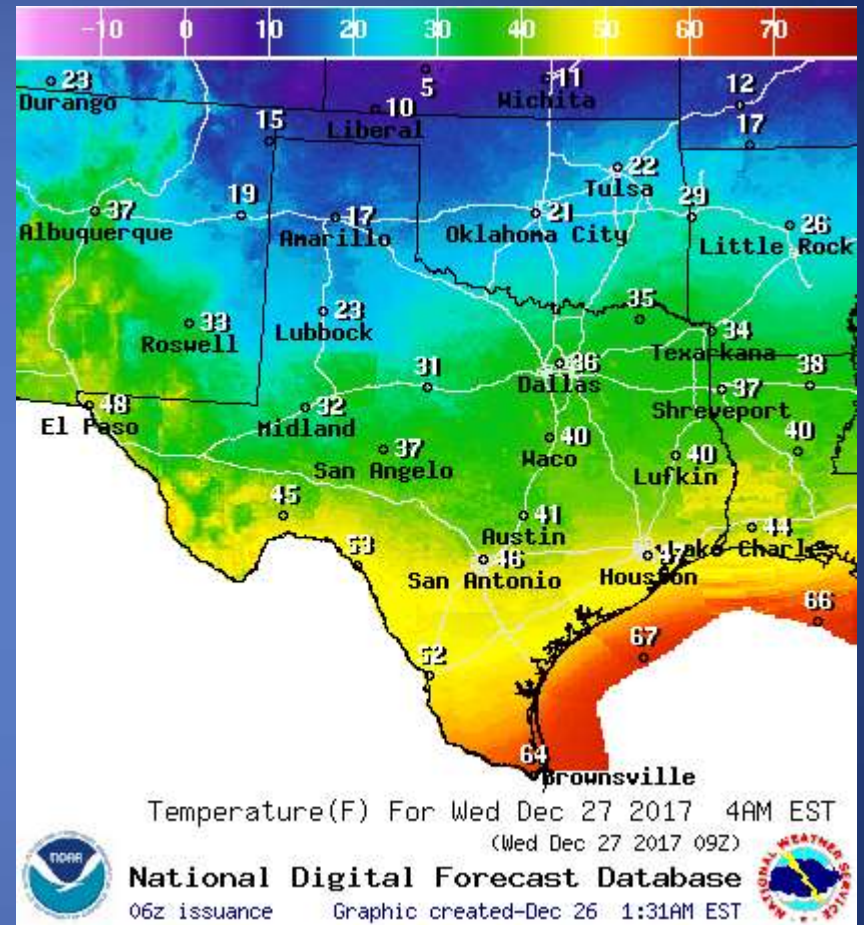 -10 0 10 20 30 40 50 60 70
23
Durango
5
11
Wichita
12
10
Liberal
15
17
22
Tulsa
37
Albuquerque
19
17
Amarillo
21
Oklahoma City
29
26
Little Rock
33
Roswell
23
Lubbock
35
34
Texarkana
31
36
Dallas
38
37
Shreveport
48
El Paso
32
Midland
37
San Angelo
40
Waco
40
Lufkin
40
45
41
Austin
44
Lake Charles
53
46
San Antonio
47
Houston
66
67
52
64
Brownsville
Temperature(F) For Wed Dec 27 2017 4AM EST
(Wed Dec 27 2017 09Z)
NOAA
National Digital Forecast Database
NATIONAL WEATHER SERVICE
06z issuance Graphic created-Dec 26 1:31AM EST